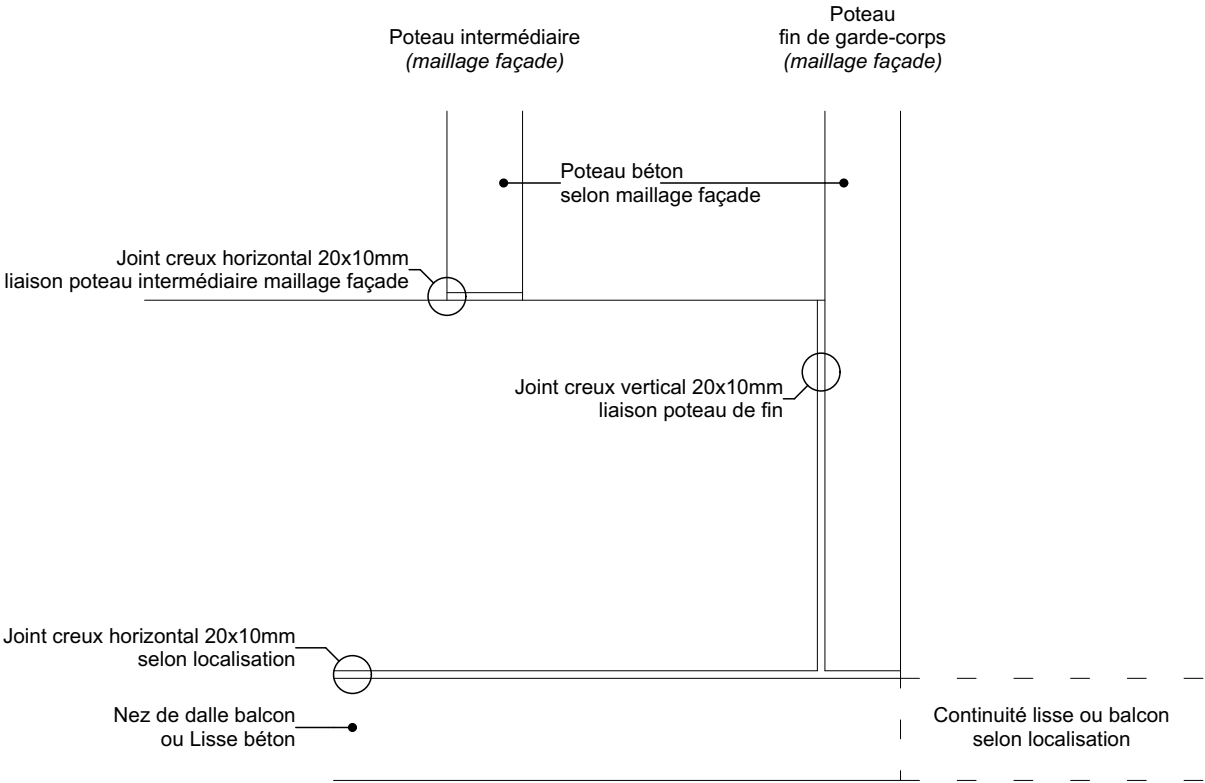 Poteau intermédiaire
(maillage façade)
Poteau
fin de garde-corps
(maillage façade)
Poteau béton
selon maillage façade
Joint creux horizontal 20x10mm
liaison poteau intermédiaire maillage façade
Joint creux vertical 20x10mm
liaison poteau de fin
Joint creux horizontal 20x10mm
selon localisation
Nez de dalle balcon
ou Lisse béton
Continuité lisse ou balcon
selon localisation